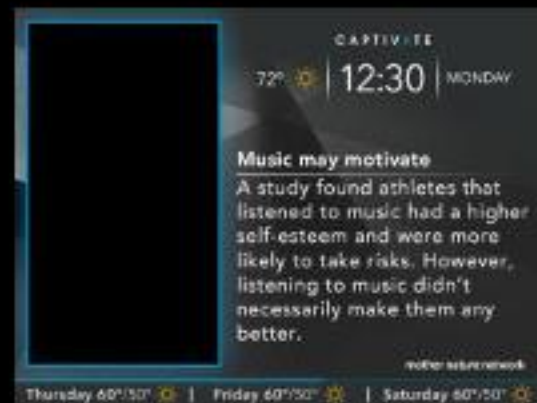 CAPTIVATE
72° | 12:30 | MONDAY
Music may motivate
A study found athletes that
listened to music had a higher
self-esteem and were more
likely to take risks. However,
listening to music didn't
necessarily make them any
better.
mother nature network
Thursday 60°/50° | Friday 60°/50° | Saturday 60°/50°